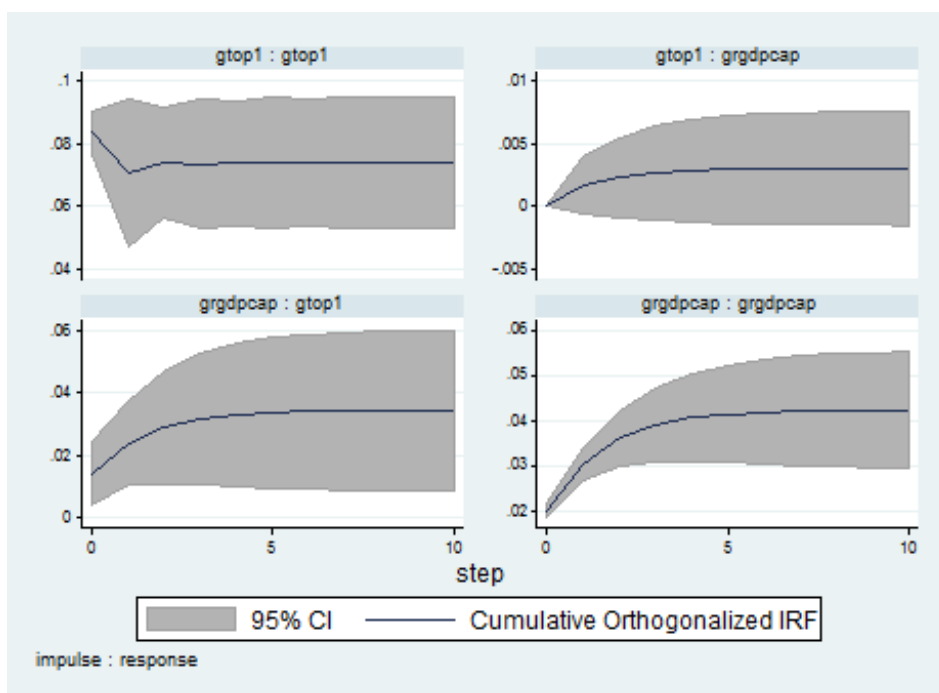 gtop1 : gtop1
gtop1 : grgdpcap
.1
.08
.06
.04
.01
.005
0
-.005
grgdpcap : gtop1
grgdpcap : grgdpcap
.06
.04
.02
0
.06
.05
.04
.03
.02
0 5 10
0 5 10
step
95% CI
Cumulative Orthogonalized IRF
impulse : response